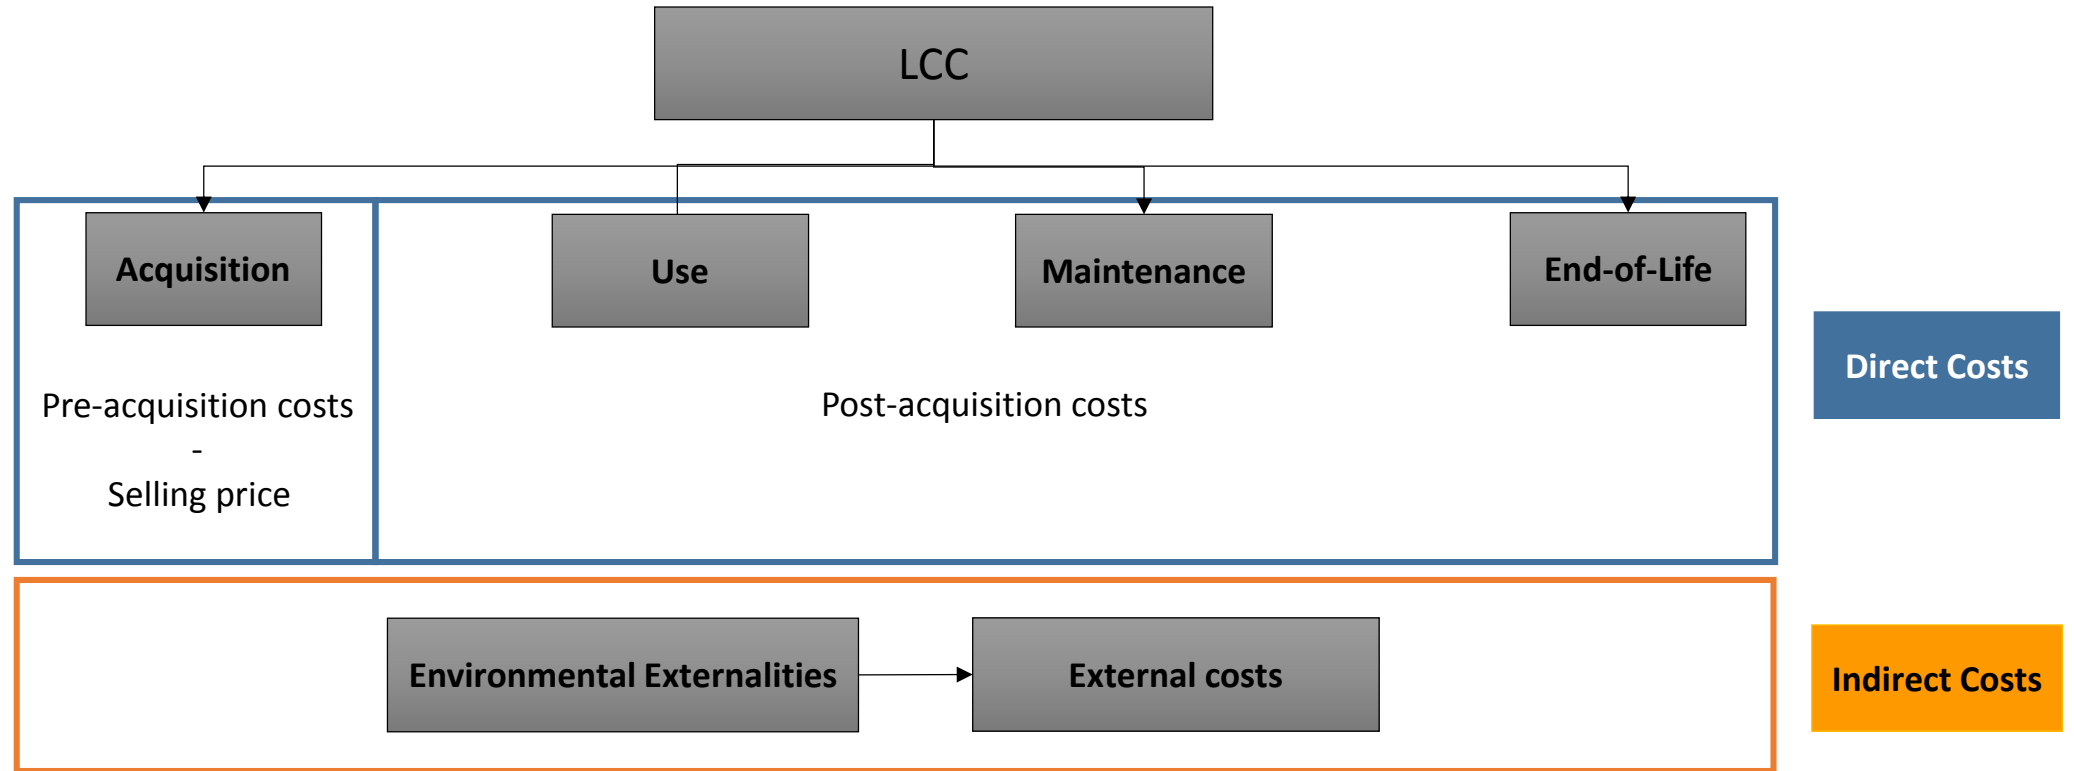 LCC
Acquisition
Use
Maintenance
End-of-Life
Direct Costs
Pre-acquisition costs
-
Selling price
Post-acquisition costs
Environmental Externalities
External costs
Indirect Costs